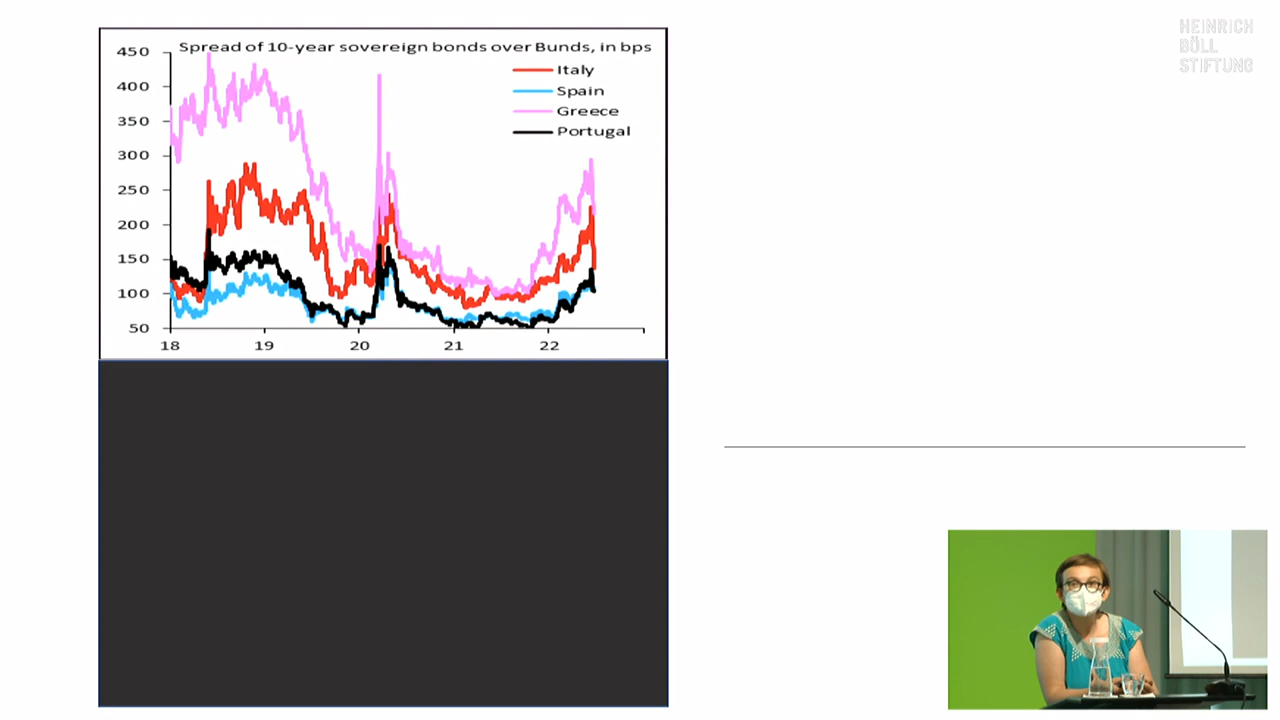 HEINRICH
BÖLL
STIFTUNG
Spread of 10-year sovereign bonds over Bunds, in bps
Italy
Spain
Greece
Portugal
450
400
350
300
250
200
150
100
50
18 19 20 21 22